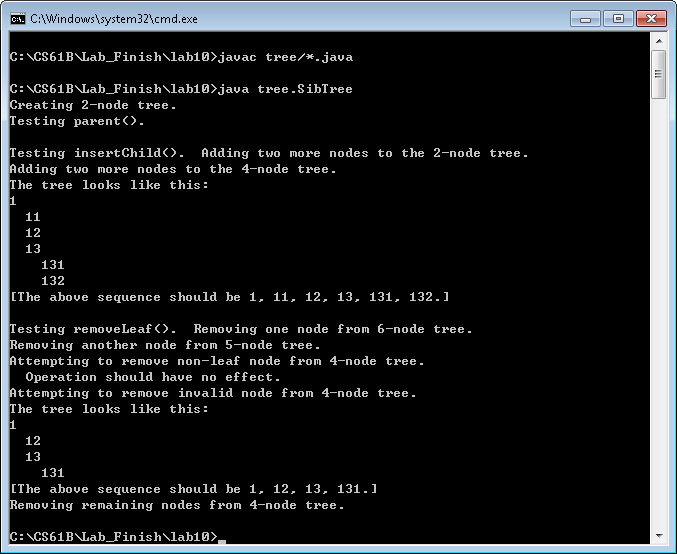 C:\Windows\system32\cmd.exe
C:\CS61B\Lab_Finish\lab10>javac tree/*.java
C:\CS61B\Lab_Finish\lab10>java tree.SibTree
Creating 2-node tree.
Testing parent().
Testing insertChild().  Adding two more nodes to the 2-node tree.
Adding two more nodes to the 4-node tree.
The tree looks like this:
1
  11
  12
  13
    131
    132
[The above sequence should be 1, 11, 12, 13, 131, 132.]
Testing removeLeaf().  Removing one node from 6-node tree.
Removing another node from 5-node tree.
Attempting to remove non-leaf node from 4-node tree.
  Operation should have no effect.
Attempting to remove invalid node from 4-node tree.
The tree looks like this:
1
  12
  13
    131
[The above sequence should be 1, 12, 13, 131.]
Removing remaining nodes from 4-node tree.
C:\CS61B\Lab_Finish\lab10>